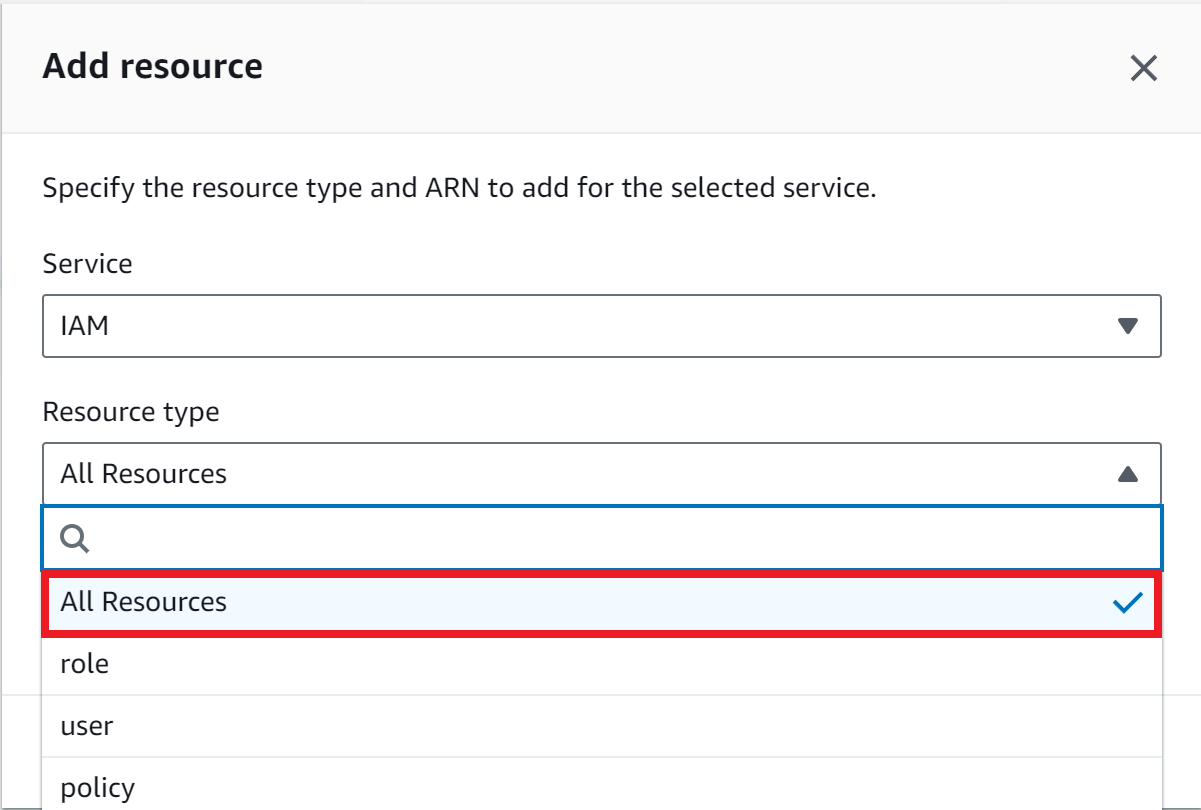 Add resource
Specify the resource type and ARN to add for the selected service.
Service
IAM
Resource type
All Resources
All Resources
role
user
policy